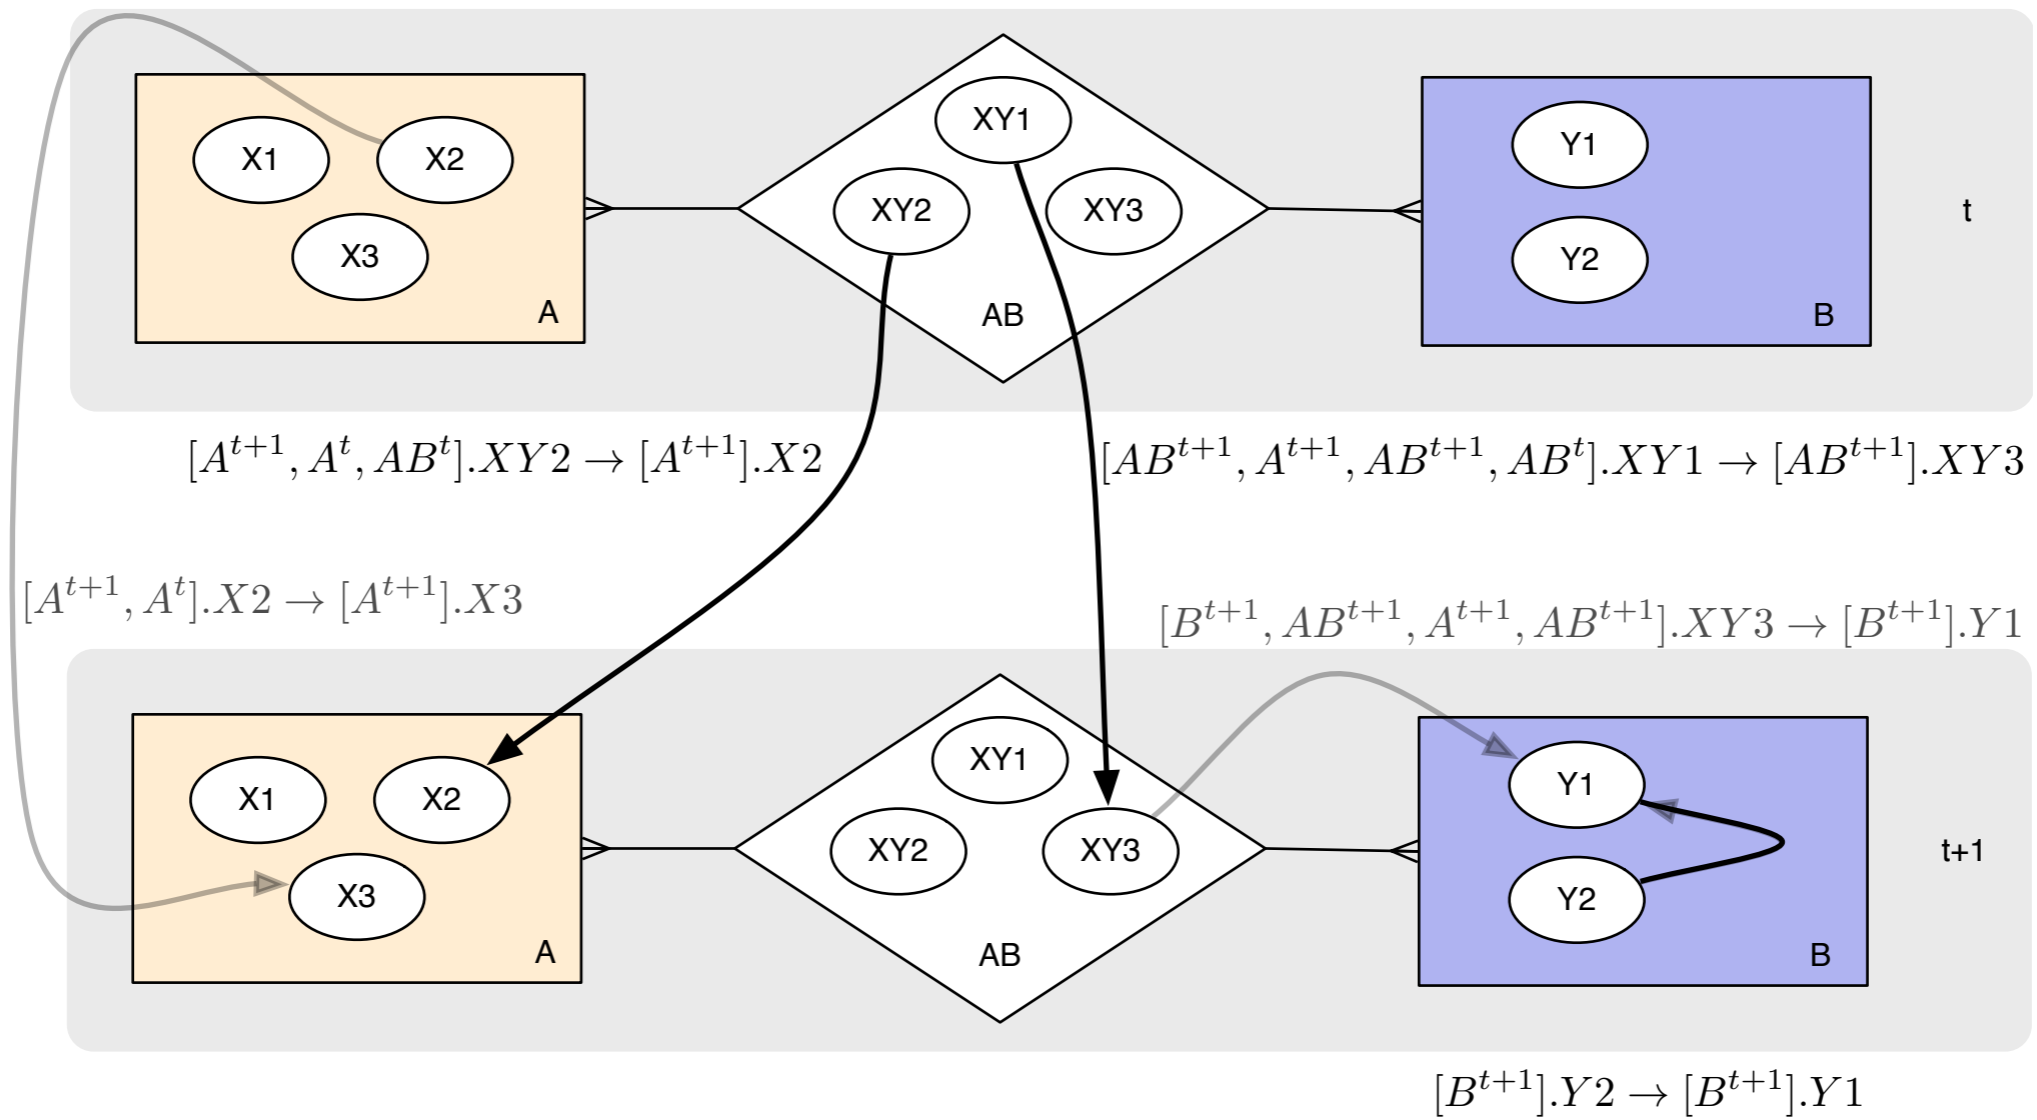 XY1
X1 X2 XY2 XY3 Y1
t
X3 Y2
A AB B
[A^{t+1}, A^t, AB^t].XY2 → [A^{t+1}].X2
[AB^{t+1}, A^{t+1}, AB^{t+1}, AB^t].XY1 → [AB^{t+1}].XY3
[A^{t+1}, A^t].X2 → [A^{t+1}].X3
[B^{t+1}, AB^{t+1}, A^{t+1}, AB^{t+1}].XY3 → [B^{t+1}].Y1
XY1
X1 X2 Y1
XY2 XY3 t+1
X3 Y2
A AB B
[B^{t+1}].Y2 → [B^{t+1}].Y1